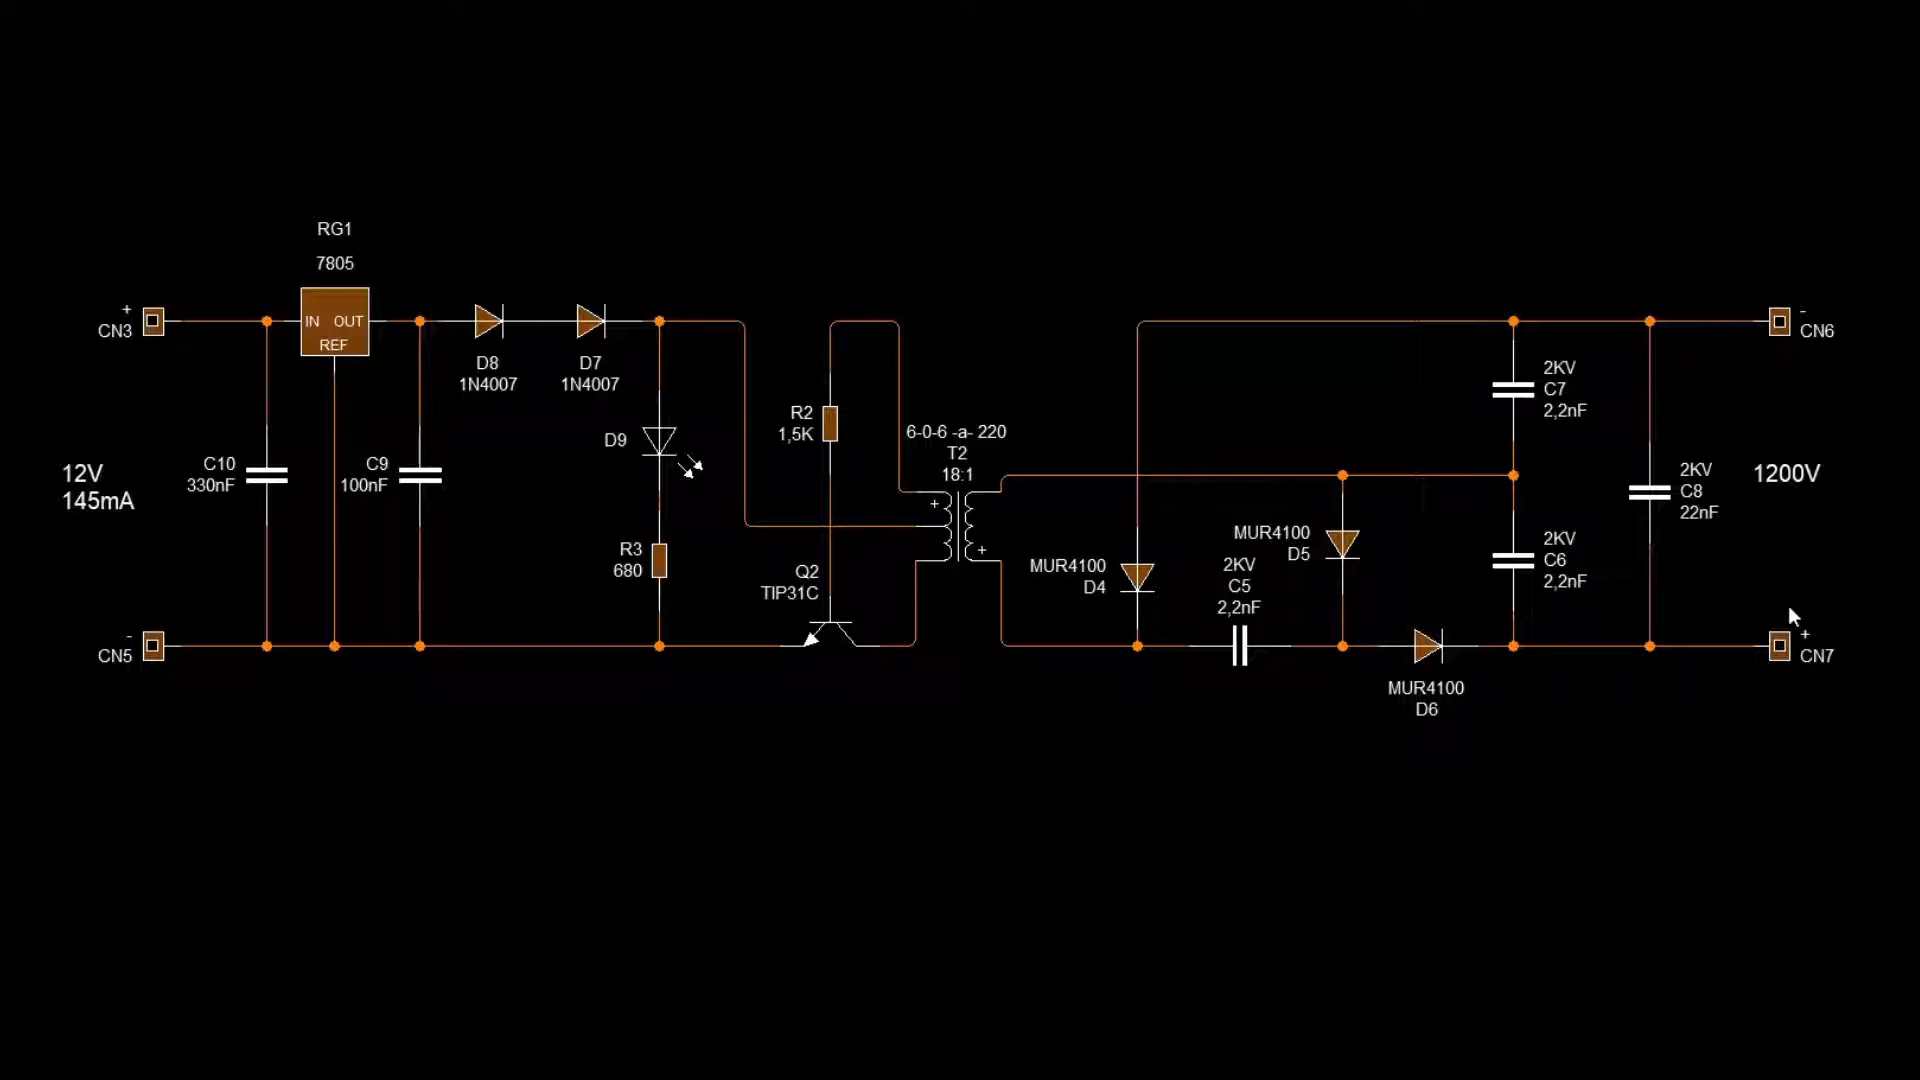 RG1
7805
+
CN3
IN OUT
REF
D8
1N4007
D7
1N4007
-
CN6
2KV
C7
2,2nF
R2
1,5K
D9
6-0-6 -a- 220
T2
18:1
12V
145mA
C10
330nF
C9
100nF
2KV
C8
22nF
1200V
+
+
R3
680
MUR4100
D5
MUR4100
D4
2KV
C5
2,2nF
2KV
C6
2,2nF
Q2
TIP31C
-
CN5
+
CN7
MUR4100
D6